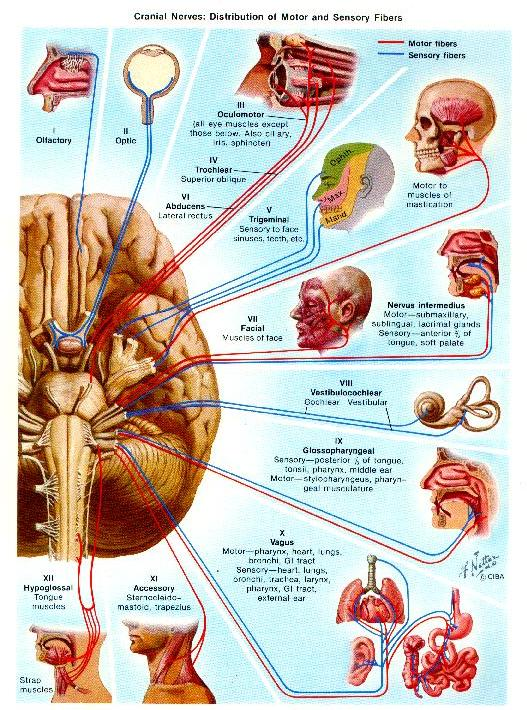 Cranial Nerves: Distribution of Motor and Sensory Fibers
Motor fibers
Sensory fibers
I
Olfactory
II
Optic
III
Oculomotor
(all eye muscles except
those below. Also ciliary,
iris, sphincter)
IV
Trochlear
Superior oblique
VI
Abducens
Lateral rectus
V
Trigeminal
Sensory to face
sinuses, teeth, etc.
Ophth.
Max.
Mand.
Motor to
muscles of
mastication
VII
Facial
Muscles of face
Nervus intermedius
Motor—submaxillary,
sublingual, lacrimal glands
Sensory—anterior ⅔ of
tongue, soft palate
VIII
Vestibulocochlear
Cochlear Vestibular
IX
Glossopharyngeal
Sensory—posterior ⅓ of tongue,
tonsil, pharynx, middle ear
Motor—stylopharyngeus, pharyn-
geal musculature
X
Vagus
Motor—pharynx, heart, lungs,
bronchi, GI tract
Sensory—heart, lungs,
bronchi, trachea, larynx,
pharynx, GI tract,
external ear
XII
Hypoglossal
Tongue
muscles
Strap
muscles
XI
Accessory
Sternocleido-
mastoid, trapezius
F. Netter
© CIBA